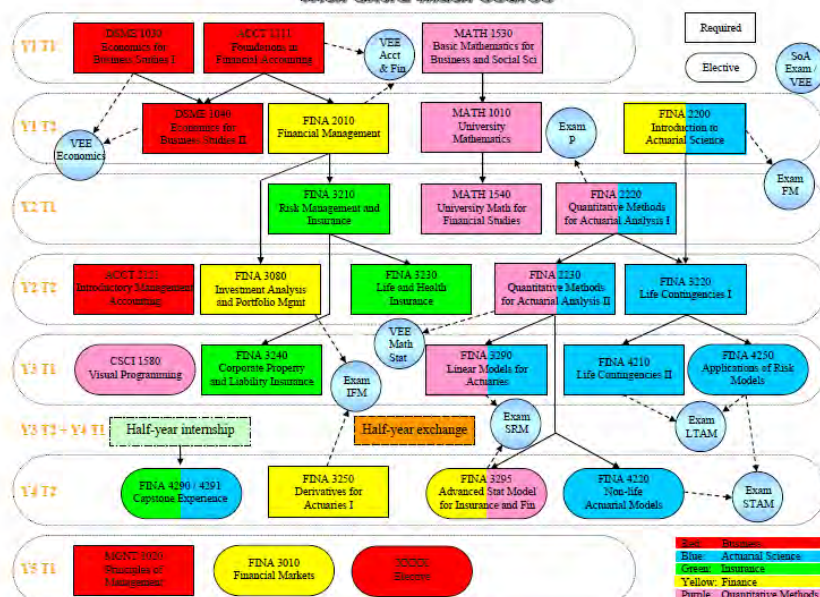 with extra Math Course
Y1 T1
DSME 1030
Economics for
Business Studies I
ACCT 2111
Foundations in
Financial Accounting
VEE
Acct
& Fin
MATH 1530
Basic Mathematics for
Business and Social Sci
Required
Elective
SoA
Exam /
VEE
Y1 T2
VEE
Economics
DSME 1040
Economics for
Business Studies II
FINA 2010
Financial Management
MATH 1010
University
Mathematics
Exam
P
FINA 2200
Introduction to
Actuarial Science
Exam
FM
Y2 T1
FINA 3210
Risk Management and
Insurance
MATH 1540
University Math for
Financial Studies
FINA 2220
Quantitative Methods
for Actuarial Analysis I
Y2 T2
ACCT 2121
Introductory Management
Accounting
FINA 3080
Investment Analysis
and Portfolio Mgmt
FINA 3230
Life and Health
Insurance
FINA 2230
Quantitative Methods
for Actuarial Analysis II
FINA 3220
Life Contingencies I
VEE
Math
Stat
Y3 T1
CSCI 1580
Visual Programming
FINA 3240
Corporate Property
and Liability Insurance
Exam
IFM
FINA 3290
Linear Models for
Actuaries
FINA 4210
Life Contingencies II
FINA 4250
Applications of Risk
Models
Y3 T2 + Y4 T1
Half-year internship
Half-year exchange
Exam
SRM
Exam
LTAM
Y4 T2
FINA 4290 / 4291
Capstone Experience
FINA 3250
Derivatives for
Actuaries I
FINA 3295
Advanced Stat Model
for Insurance and Fin
FINA 4220
Non-life
Actuarial Models
Exam
STAM
Y5 T1
MGNT 1020
Principles of
Management
FINA 3010
Financial Markets
XXXX
Elective
Red: Business
Blue: Actuarial Science
Green: Insurance
Yellow: Finance
Purple: Quantitative Methods